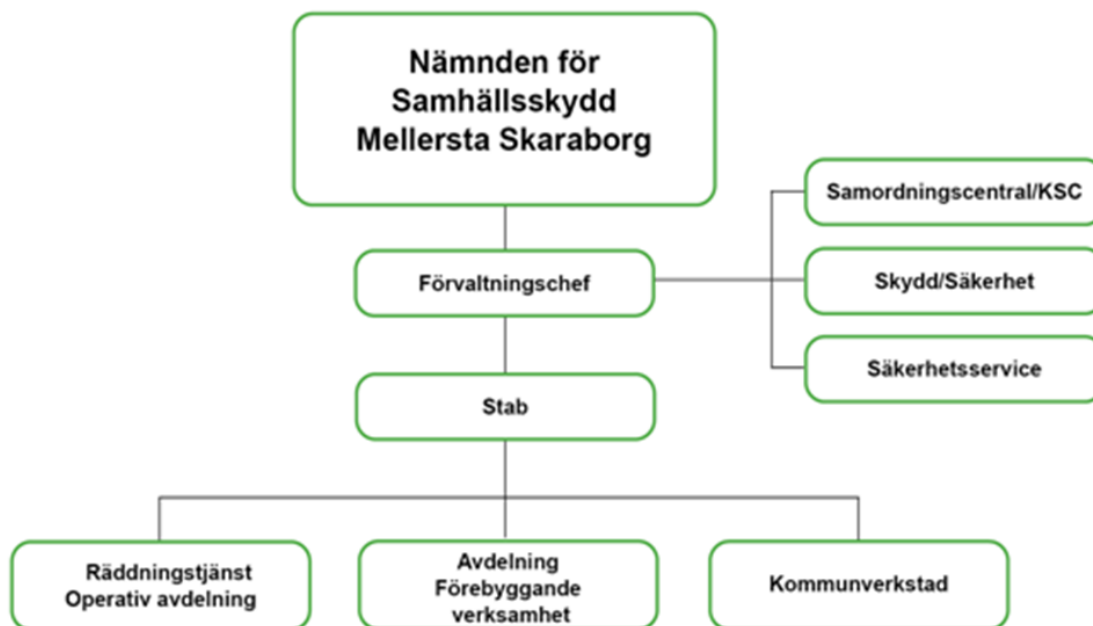 Nämnden för
Samhällsskydd
Mellersta Skaraborg
Samordningscentral/KSC
Förvaltningschef
Skydd/Säkerhet
Säkerhetsservice
Stab
Räddningstjänst
Operativ avdelning
Avdelning
Förebyggande
verksamhet
Kommunverkstad